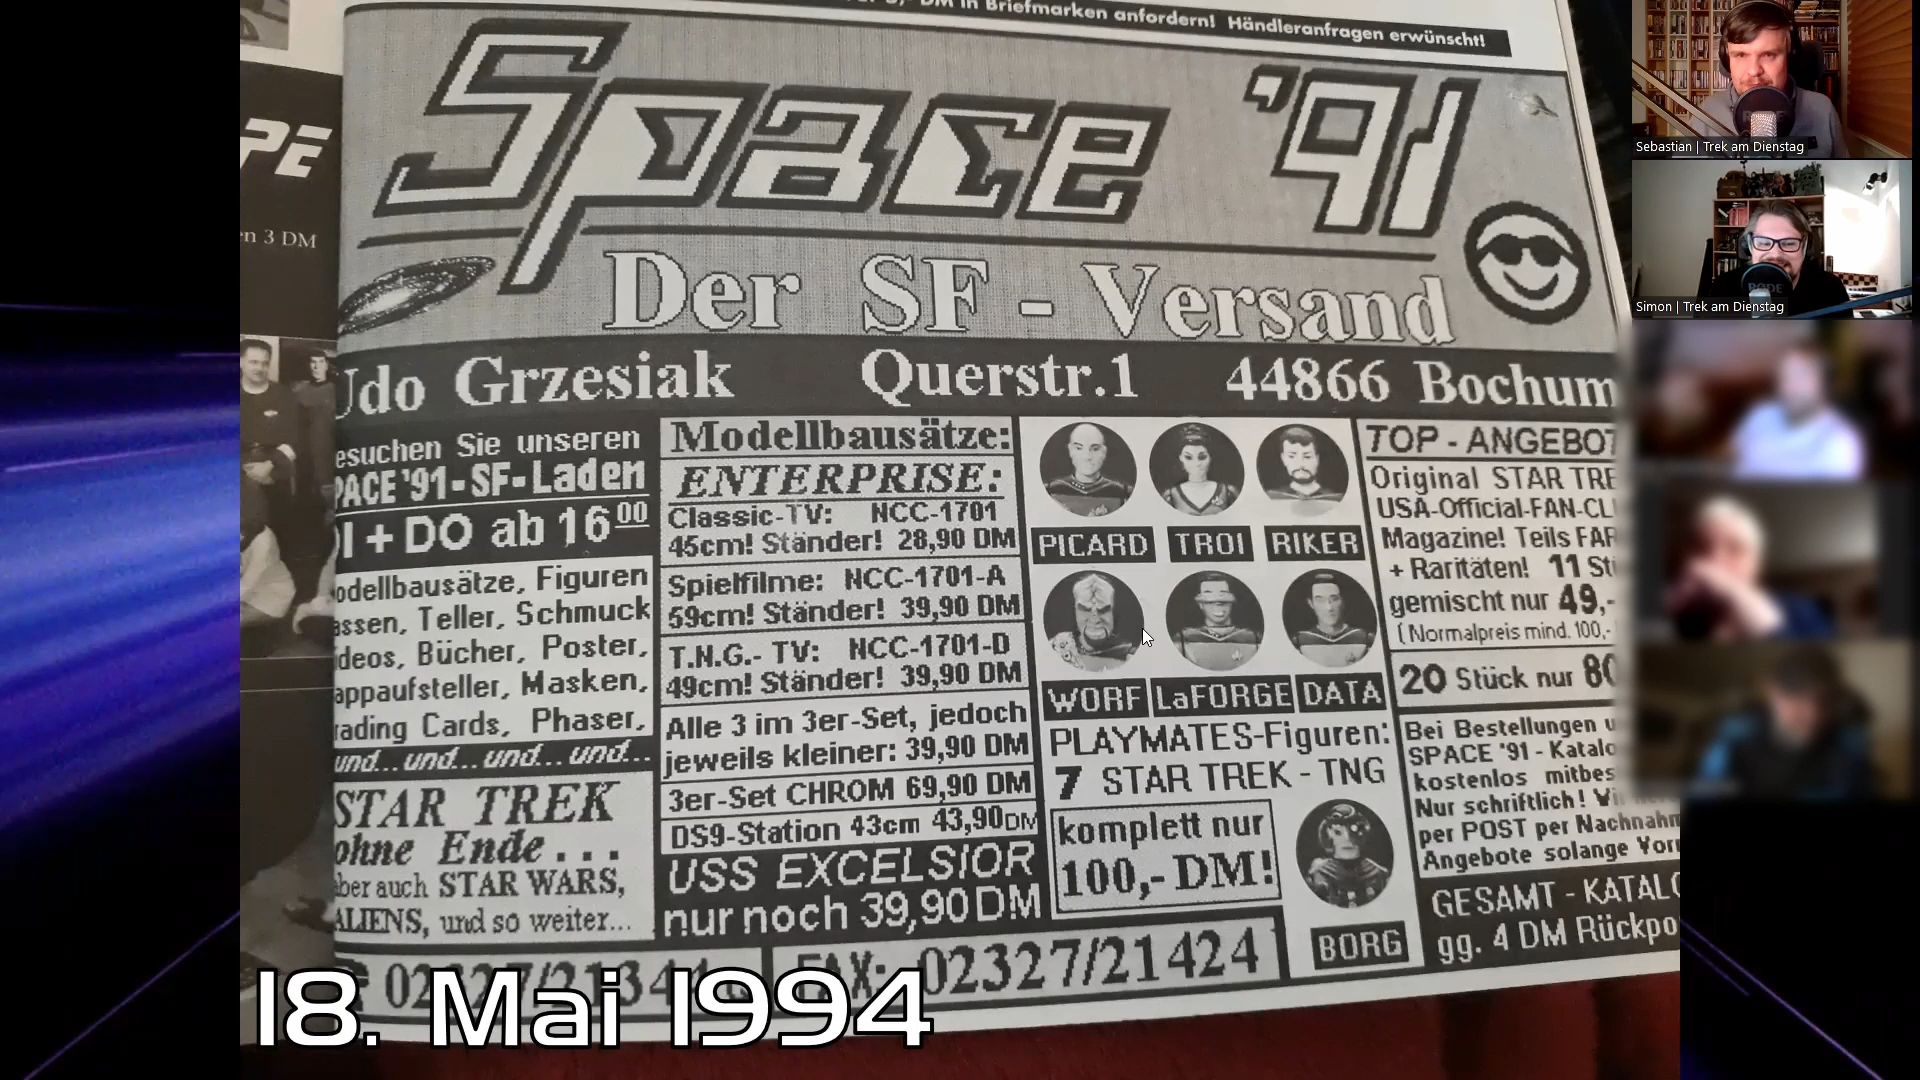 DM in Briefmarken anfordern! Händleranfragen erwünscht!
PE
3 DM
Space '91
Der SF - Versand
Udo Grzesiak Querstr.1 44866 Bochum
esuchen Sie unseren
PACE '91-SF-Laden
DI + DO ab 16 00
odellbausätze, Figuren
assen, Teller, Schmuck
ideos, Bücher, Poster,
appaufsteller, Masken,
rading Cards, Phaser,
und... und... und... und...
STAR TREK
ohne Ende...
aber auch STAR WARS,
ALIENS, und so weiter...
Modellbausätze:
ENTERPRISE:
Classic-TV: NCC-1701
45cm! Ständer! 28,90 DM
Spielfilme: NCC-1701-A
59cm! Ständer! 39,90 DM
T.N.G.- TV: NCC-1701-D
49cm! Ständer! 39,90 DM
Alle 3 im 3er-Set, jedoch
jeweils kleiner: 39,90 DM
3er-Set CHROM 69,90 DM
DS9-Station 43cm 43,90DM
USS EXCELSIOR
nur noch 39,90 DM
PICARD TROI RIKER
WORF LaFORGE DATA
PLAYMATES-Figuren:
7 STAR TREK - TNG
komplett nur
100,- DM!
BORG
TOP - ANGEBOT
Original STAR TRE
USA-Official-FAN-CL
Magazine! Teils FAR
+ Raritäten! 11 Sti
gemischt nur 49,-
(Normalpreis mind. 100,-
20 Stück nur 80
Bei Bestellungen u
SPACE '91 - Katalo
kostenlos mitbes
Nur schriftlich!
per POST per Nachnahm
Angebote solange Vorr
GESAMT - KATALO
gg. 4 DM Rückpo
02327/21344 FAX: 02327/21424
18. Mai 1994
Sebastian | Trek am Dienstag
Simon | Trek am Dienstag